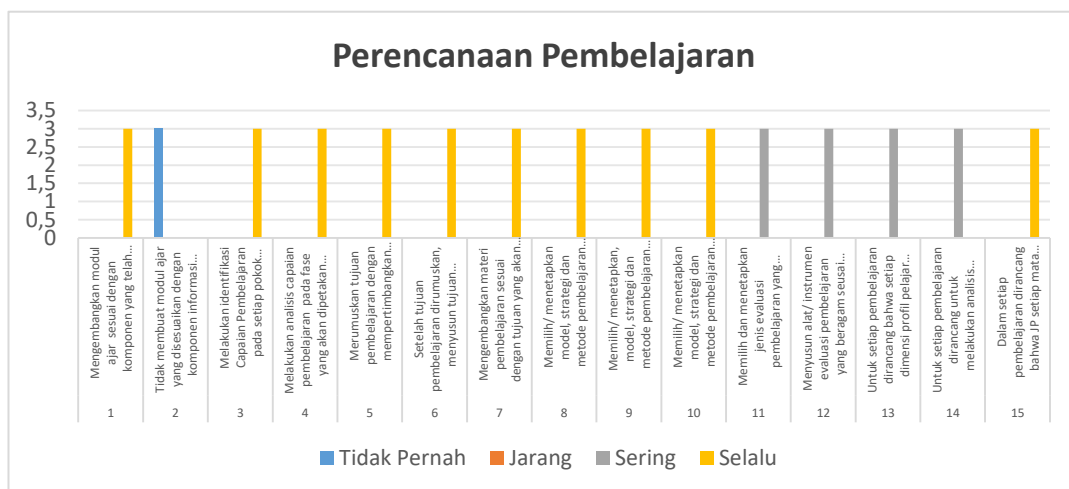 Perencanaan Pembelajaran
3,5
3
2,5
2
1,5
1
0,5
0
Mengembangkan modul
ajar sesuai dengan
komponen yang telah...
Tidak membuat modul ajar
yang disesuaikan dengan
komponen informasi...
Melakukan identifikasi
Capaian Pembelajaran
pada setiap pokok...
Melakukan analisis capaian
pembelajaran pada fase
yang akan dipetakan...
Merumuskan tujuan
pembelajaran dengan
mempertimbangkan...
Setelah tujuan
pembelajaran dirumuskan,
menyusun tujuan...
Mengembangkan materi
pembelajaran sesuai
dengan tujuan yang akan...
Memilih/ menetapkan
model, strategi dan
metode pembelajaran...
Memilih/ menetapkan,
model, strategi dan
metode pembelajaran...
Memilih/ menetapkan
model, strategi dan
metode pembelajaran...
Memilih dan menetapkan
jenis evaluasi
pembelajaran yang...
Menyusun alat/ instrumen
evaluasi pembelajaran
yang beragam seusai...
Untuk setiap pembelajaran
dirancang bahwa setiap
dimensi profil pelajar...
Untuk setiap pembelajaran
dirancang untuk
melakukan analisis...
Dalam setiap
pembelajaran dirancang
bahwa JP setiap mata...
1 2 3 4 5 6 7 8 9 10 11 12 13 14 15
Tidak Pernah Jarang Sering Selalu